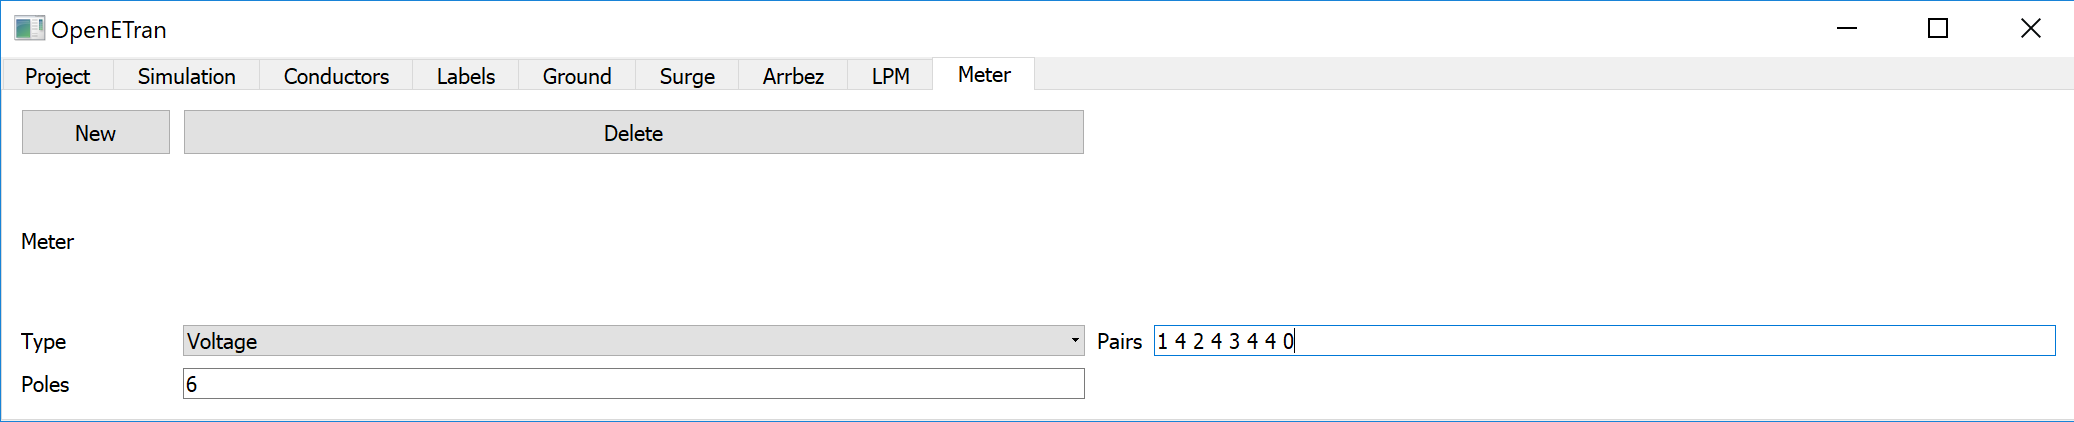 OpenETran
Project Simulation Conductors Labels Ground Surge Arrbez LPM Meter
New Delete
Meter
Type Voltage Pairs 1 4 2 4 3 4 4 0
Poles 6